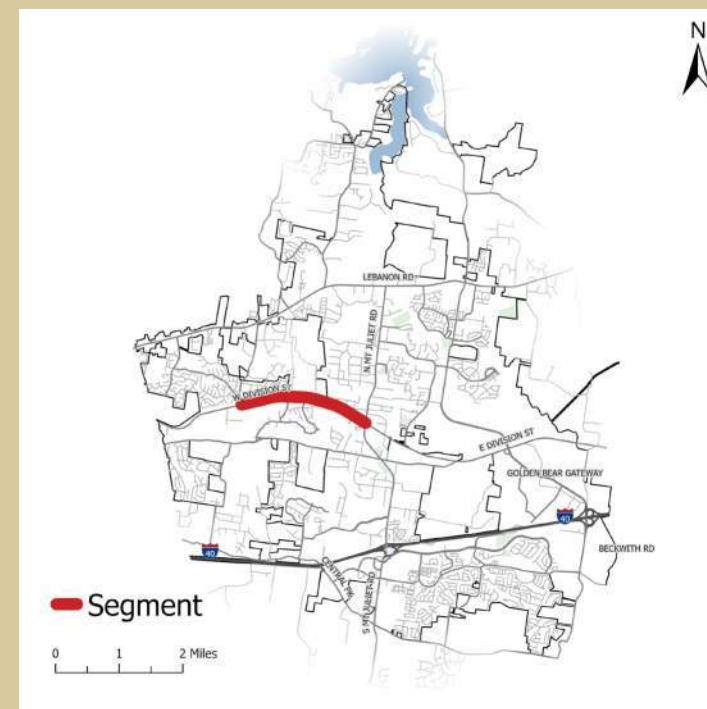 N
LEBANON RD
N MT JULIET RD
W DIVISION ST
E DIVISION ST
GOLDEN BEAR GATEWAY
40
BECKWITH RD
40
CENTRAL PIK
S MT JULIET RD
Segment
0 1 2 Miles